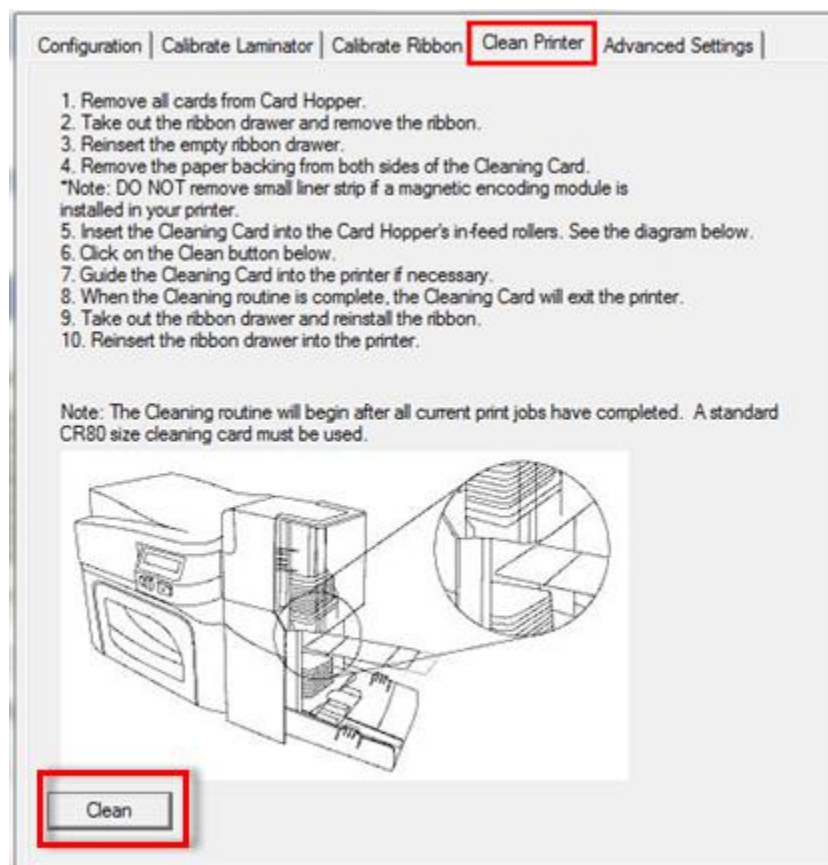 Configuration | Calibrate Laminator | Calibrate Ribbon Clean Printer Advanced Settings |
1. Remove all cards from Card Hopper.
2. Take out the ribbon drawer and remove the ribbon.
3. Reinsert the empty ribbon drawer.
4. Remove the paper backing from both sides of the Cleaning Card.
*Note: DO NOT remove small liner strip if a magnetic encoding module is
installed in your printer.
5. Insert the Cleaning Card into the Card Hopper's in-feed rollers. See the diagram below.
6. Click on the Clean button below.
7. Guide the Cleaning Card into the printer if necessary.
8. When the Cleaning routine is complete, the Cleaning Card will exit the printer.
9. Take out the ribbon drawer and reinstall the ribbon.
10. Reinsert the ribbon drawer into the printer.
Note: The Cleaning routine will begin after all current print jobs have completed. A standard
CR80 size cleaning card must be used.
Clean